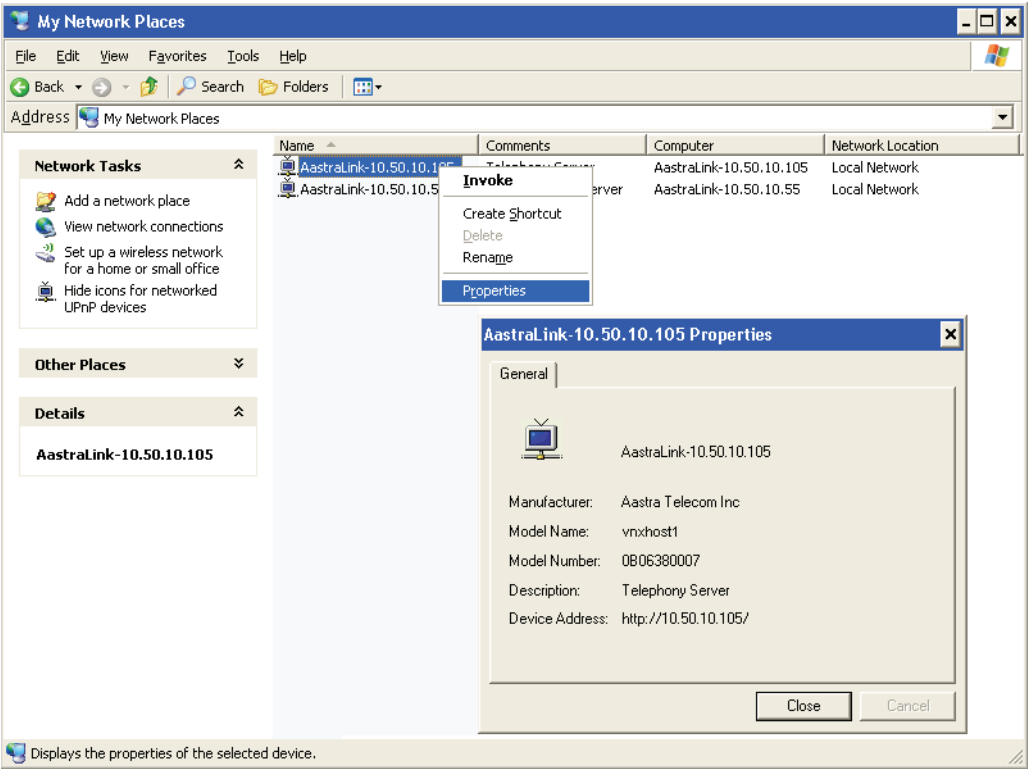 My Network Places
File Edit View Favorites Tools Help
Back Search Folders
Address My Network Places
Network Tasks
Add a network place
View network connections
Set up a wireless network
for a home or small office
Hide icons for networked
UPnP devices
Other Places
Details
AastraLink-10.50.10.105
Name Comments Computer Network Location
AastraLink-10.50.10.105 Telephony Server AastraLink-10.50.10.105 Local Network
AastraLink-10.50.10.5 erver AastraLink-10.50.10.55 Local Network
Invoke
Create Shortcut
Delete
Rename
Properties
AastraLink-10.50.10.105 Properties
General
AastraLink-10.50.10.105
Manufacturer: Aastra Telecom Inc
Model Name: vnxhost1
Model Number: 0B06380007
Description: Telephony Server
Device Address: http://10.50.10.105/
Close Cancel
Displays the properties of the selected device.